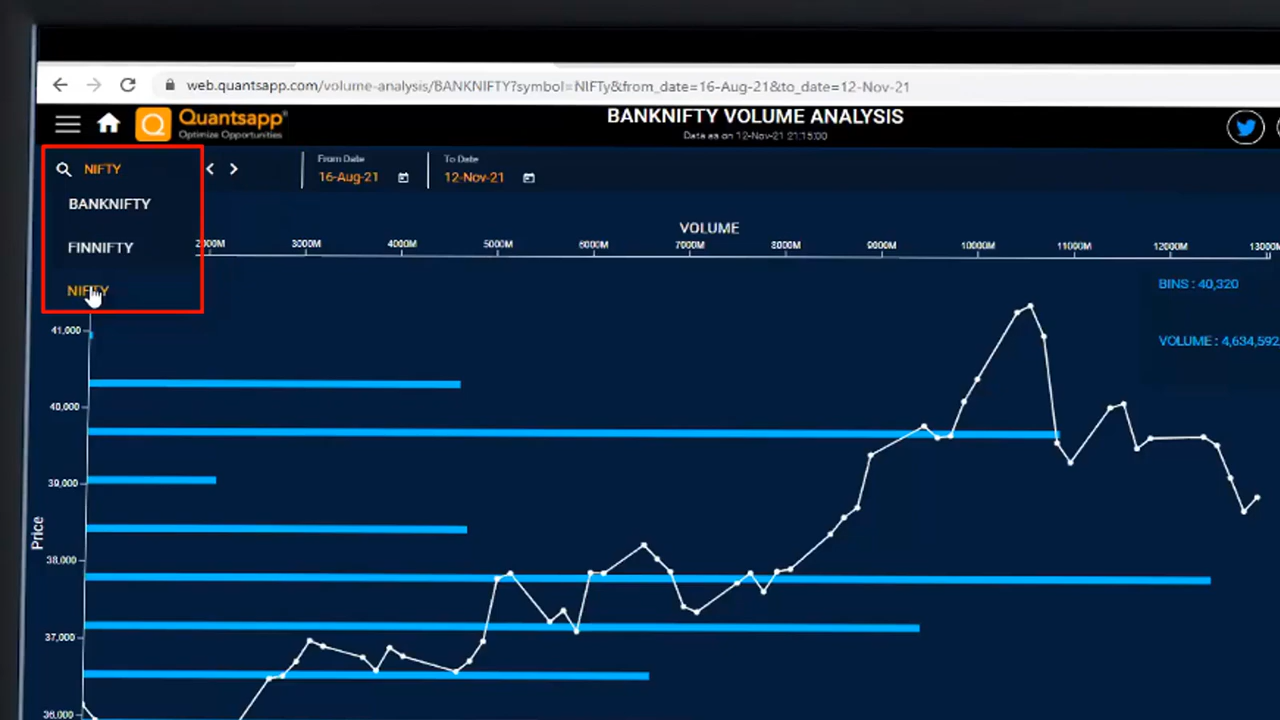 web.quantsapp.com/volume-analysis/BANKNIFTY?symbol=NIFTy&from_date=16-Aug-21&to_date=12-Nov-21
Quantsapp
Optimize Opportunities
BANKNIFTY VOLUME ANALYSIS
Data as on 12-Nov-21 21:15:00
NIFTY
From Date
16-Aug-21
To Date
12-Nov-21
BANKNIFTY
FINNIFTY
NIFTY
VOLUME
2000M 3000M 4000M 5000M 6000M 7000M 8000M 9000M 10000M 11000M 12000M 13000M
BINS : 40,320
VOLUME : 4,634,592
41,000
40,000
39,000
Price
38,000
37,000
36,000